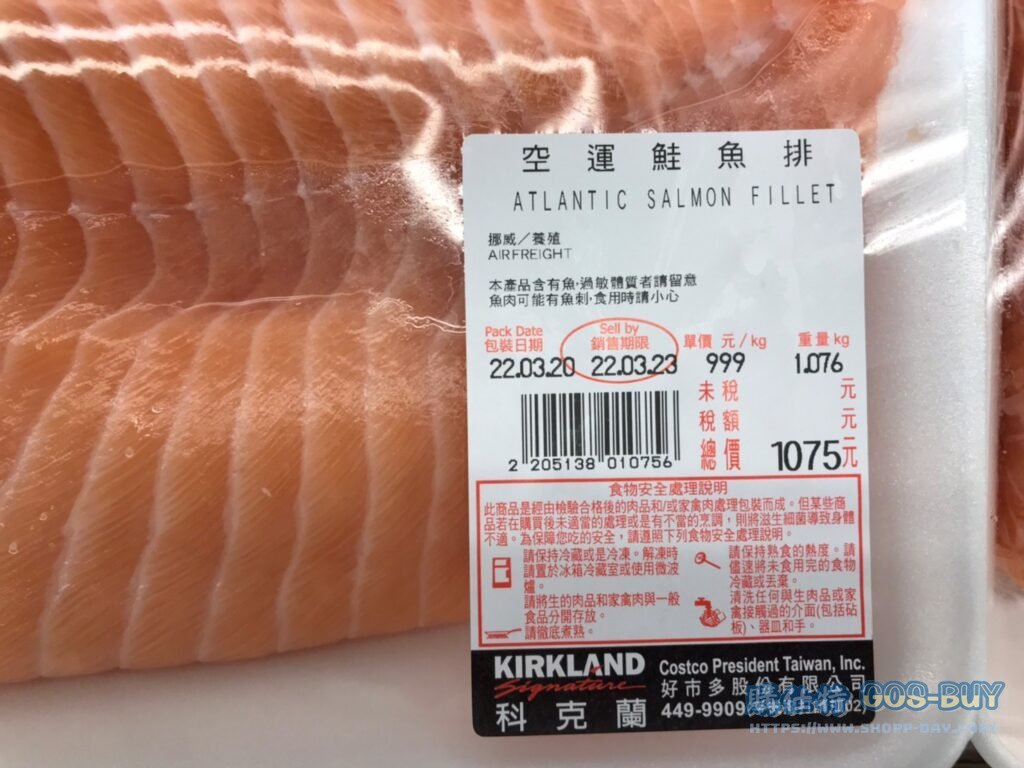 空運鮭魚排
ATLANTIC SALMON FILLET
挪威／養殖
AIRFREIGHT
本產品含有魚,過敏體質者請留意
魚肉可能有魚刺,食用時請小心
Pack Date Sell by
包裝日期 銷售期限 單價 元/kg 重量 kg
22.03.20 22.03.23 999 1.076
未稅 元
稅額 元
總價 1075元
2 205138 010756
食物安全處理說明
此商品是經由檢驗合格後的肉品和/或家禽肉處理包裝而成。但某些商
品若在購買後未適當的處理或是有不當的烹調，則將滋生細菌導致身體
不適。為保障您吃的安全，請遵照下列食物安全處理說明。
請保持冷藏或是冷凍。解凍時
請置於冰箱冷藏室或使用微波
爐。
請將生的肉品和家禽肉與一般
食品分開存放。
請徹底煮熟。
請保持熟食的熱度。請
儘速將未食用完的食物
冷藏或丟棄。
清洗任何與生肉品或家
禽接觸過的介面(包括砧
板)、器皿和手。
KIRKLAND
Signature
科克蘭
Costco President Taiwan, Inc.
好市多股份有限公司
449-9909
GOS-BUY
HTTPS://WWW.SHOPP-DAY.COM